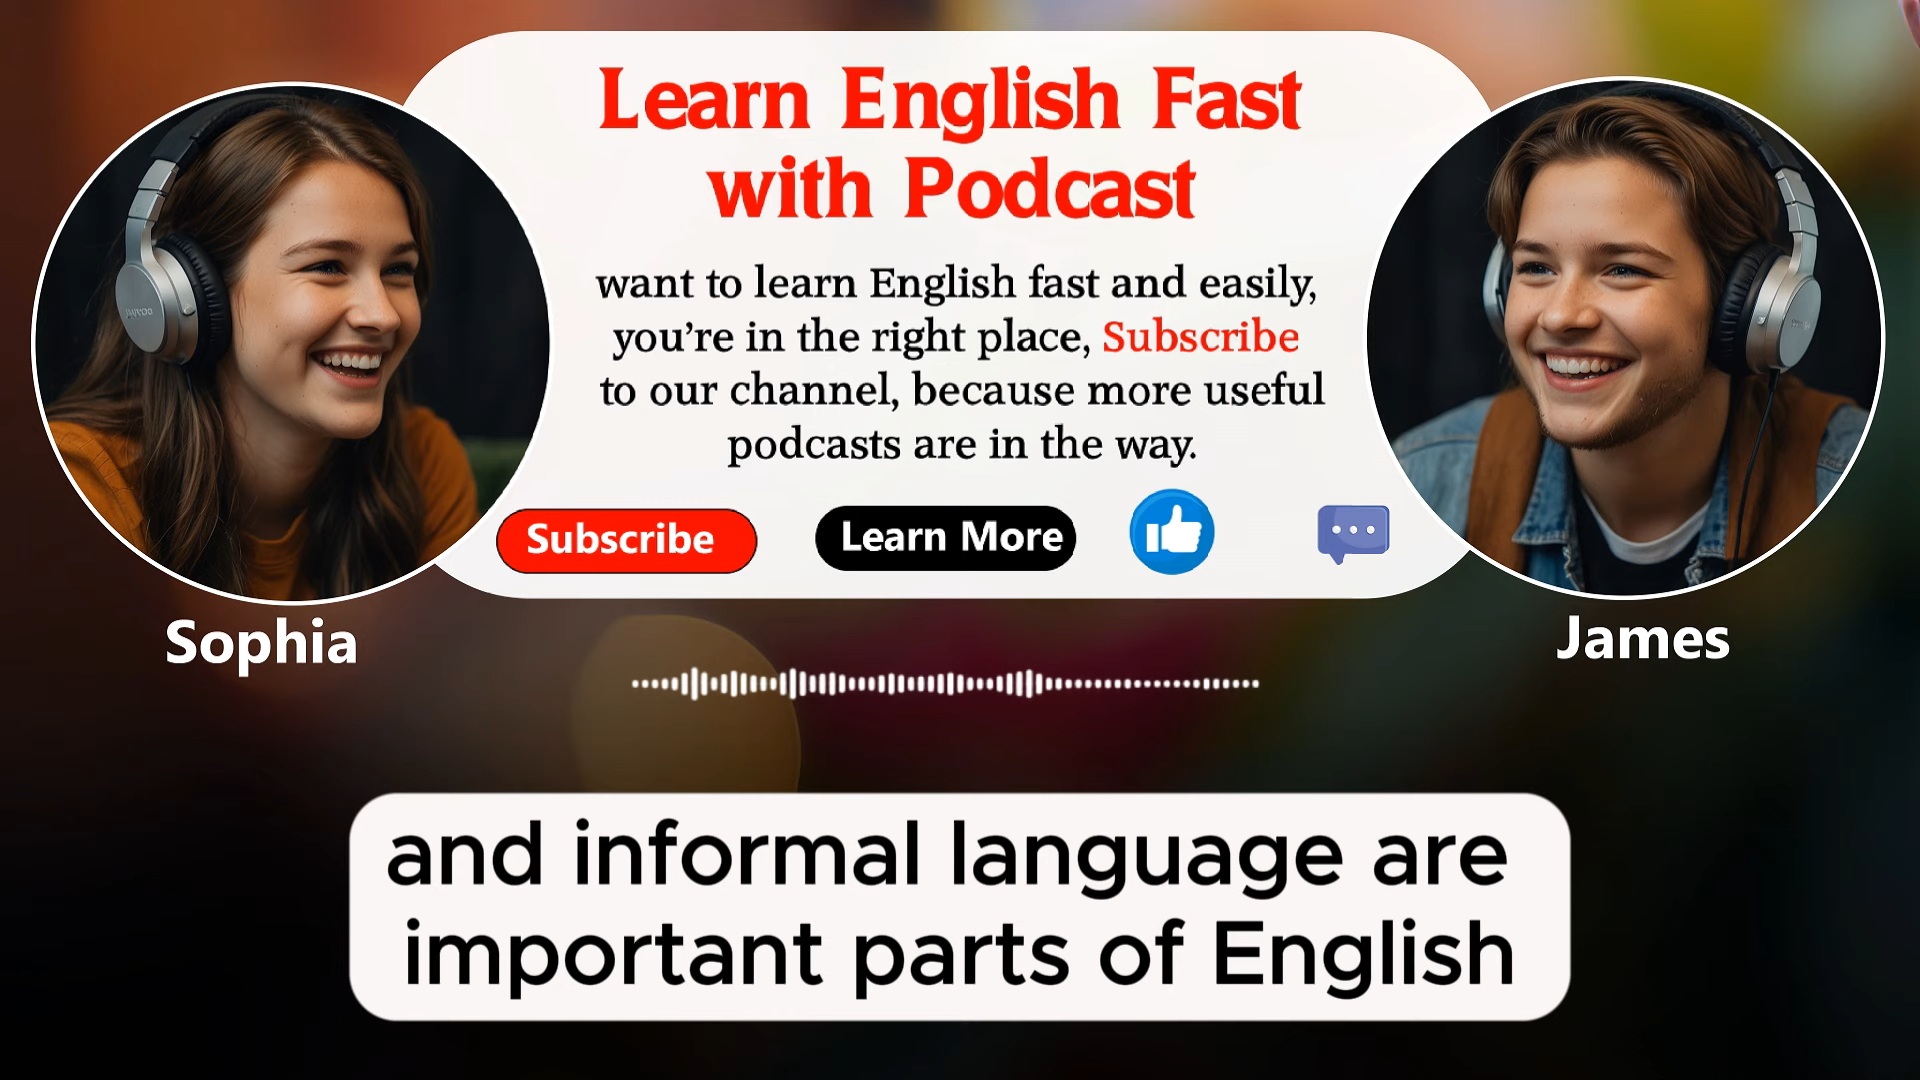 Learn English Fast
with Podcast
want to learn English fast and easily,
you're in the right place, Subscribe
to our channel, because more useful
podcasts are in the way.
Subscribe
Learn More
Sophia
James
and informal language are
important parts of English